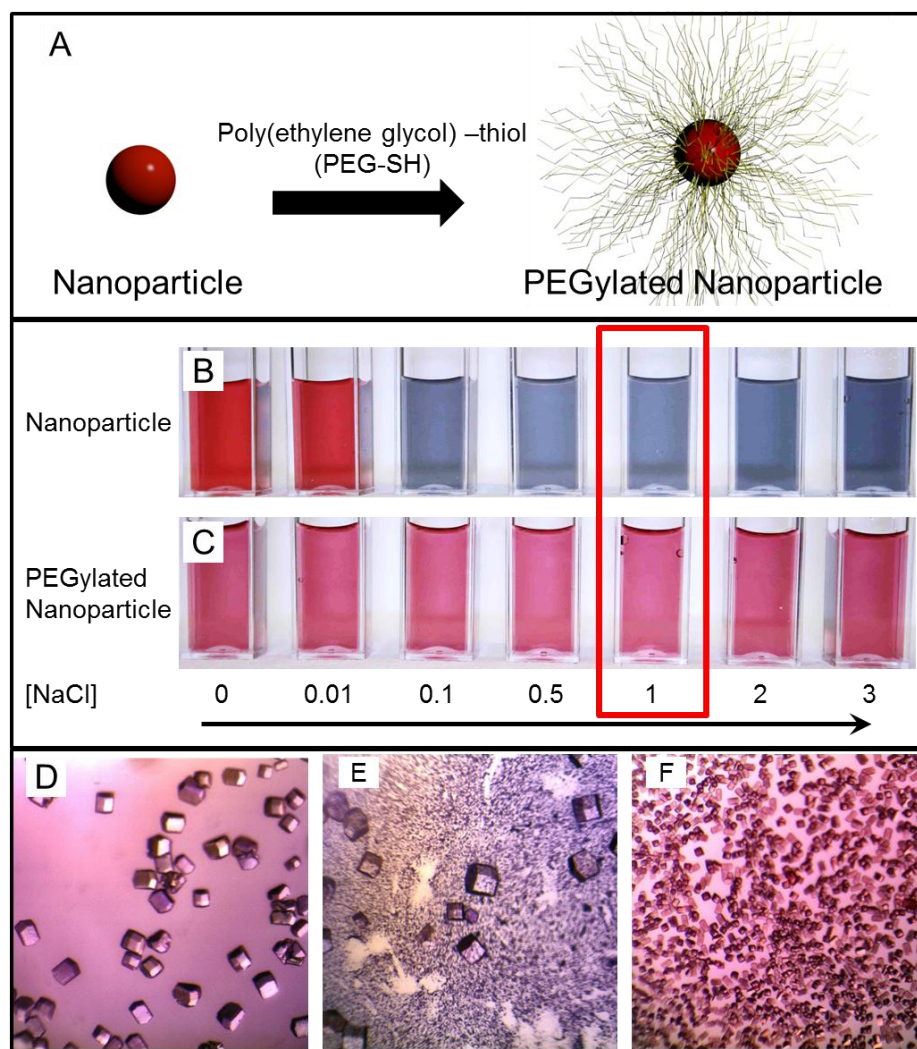 A
Poly(ethylene glycol) –thiol
(PEG-SH)
Nanoparticle
PEGylated Nanoparticle
B
Nanoparticle
C
PEGylated
Nanoparticle
[NaCl] 0 0.01 0.1 0.5 1 2 3
D
E
F